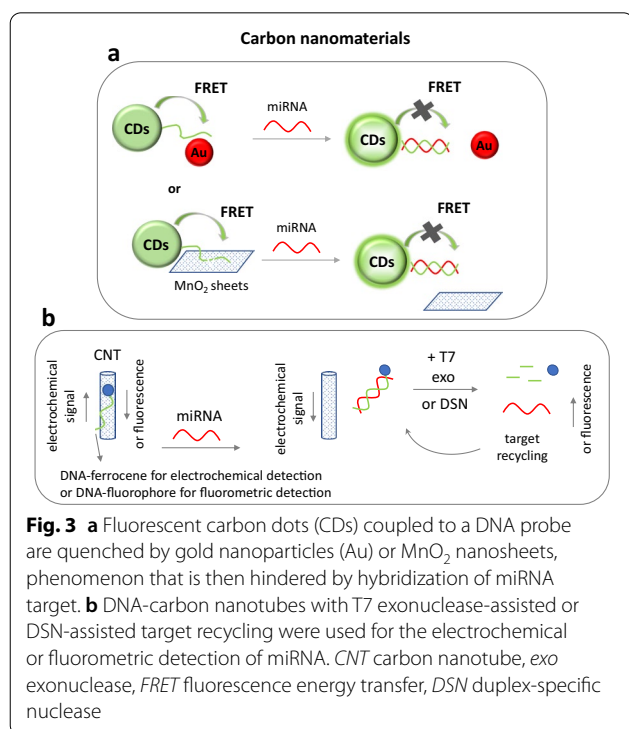 Carbon nanomaterials
a
FRET
CDs
Au
miRNA
FRET
CDs
Au
or
FRET
CDs
MnO2 sheets
miRNA
FRET
CDs
b
CNT
electrochemical
signal
or fluorescence
miRNA
DNA-ferrocene for electrochemical detection
or DNA-fluorophore for fluorometric detection
electrochemical
signal
+ T7
exo
or DSN
target
recycling
or fluorescence
Fig. 3 a Fluorescent carbon dots (CDs) coupled to a DNA probe
are quenched by gold nanoparticles (Au) or MnO2 nanosheets,
phenomenon that is then hindered by hybridization of miRNA
target. b DNA-carbon nanotubes with T7 exonuclease-assisted or
DSN-assisted target recycling were used for the electrochemical
or fluorometric detection of miRNA. CNT carbon nanotube, exo
exonuclease, FRET fluorescence energy transfer, DSN duplex-specific
nuclease